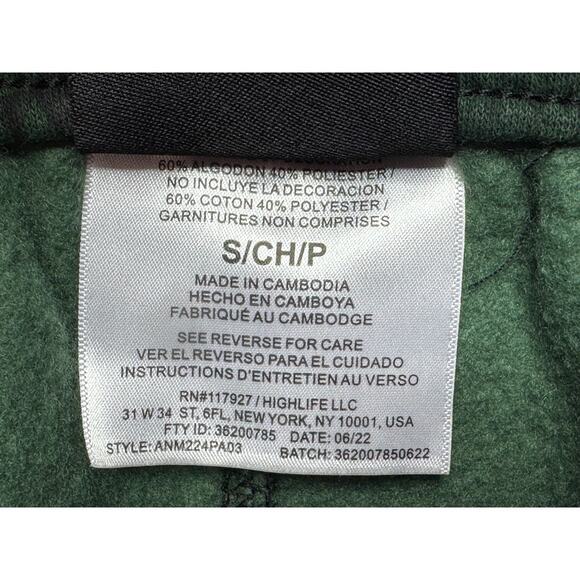 DECORATION
60% ALGODON 40% POLIESTER/
NO INCLUYE LA DECORACION
60% COTON 40% POLYESTER/
GARNITURES NON COMPRISES
S/CH/P
MADE IN CAMBODIA
HECHO EN CAMBOYA
FABRIQUÉ AU CAMBODGE
SEE REVERSE FOR CARE
VER EL REVERSO PARA EL CUIDADO
INSTRUCTIONS D'ENTRETIEN AU VERSO
RN#117927 / HIGHLIFE LLC
31 W 34 ST, 6FL, NEW YORK, NY 10001, USA
FTY ID: 36200785 DATE: 06/22
STYLE: ANM224PA03 BATCH: 362007850622